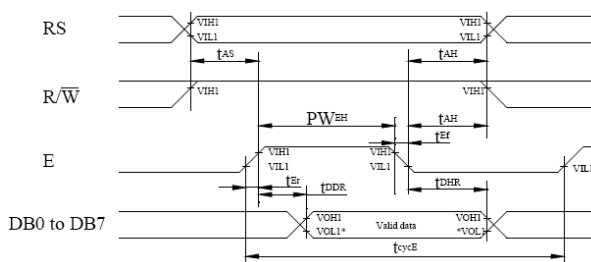 RS VIH1 VIL1 VIH1 VIL1
tAS tAH
R/W̅ VIH1 VIH1
PWEH tAH
tEf
E VIH1 VIL1 VIH1 VIL1 VIL1
tEr tDDR tDHR
DB0 to DB7 VOH1 VOL1* Valid data VOH1 *VOL1
tcycE